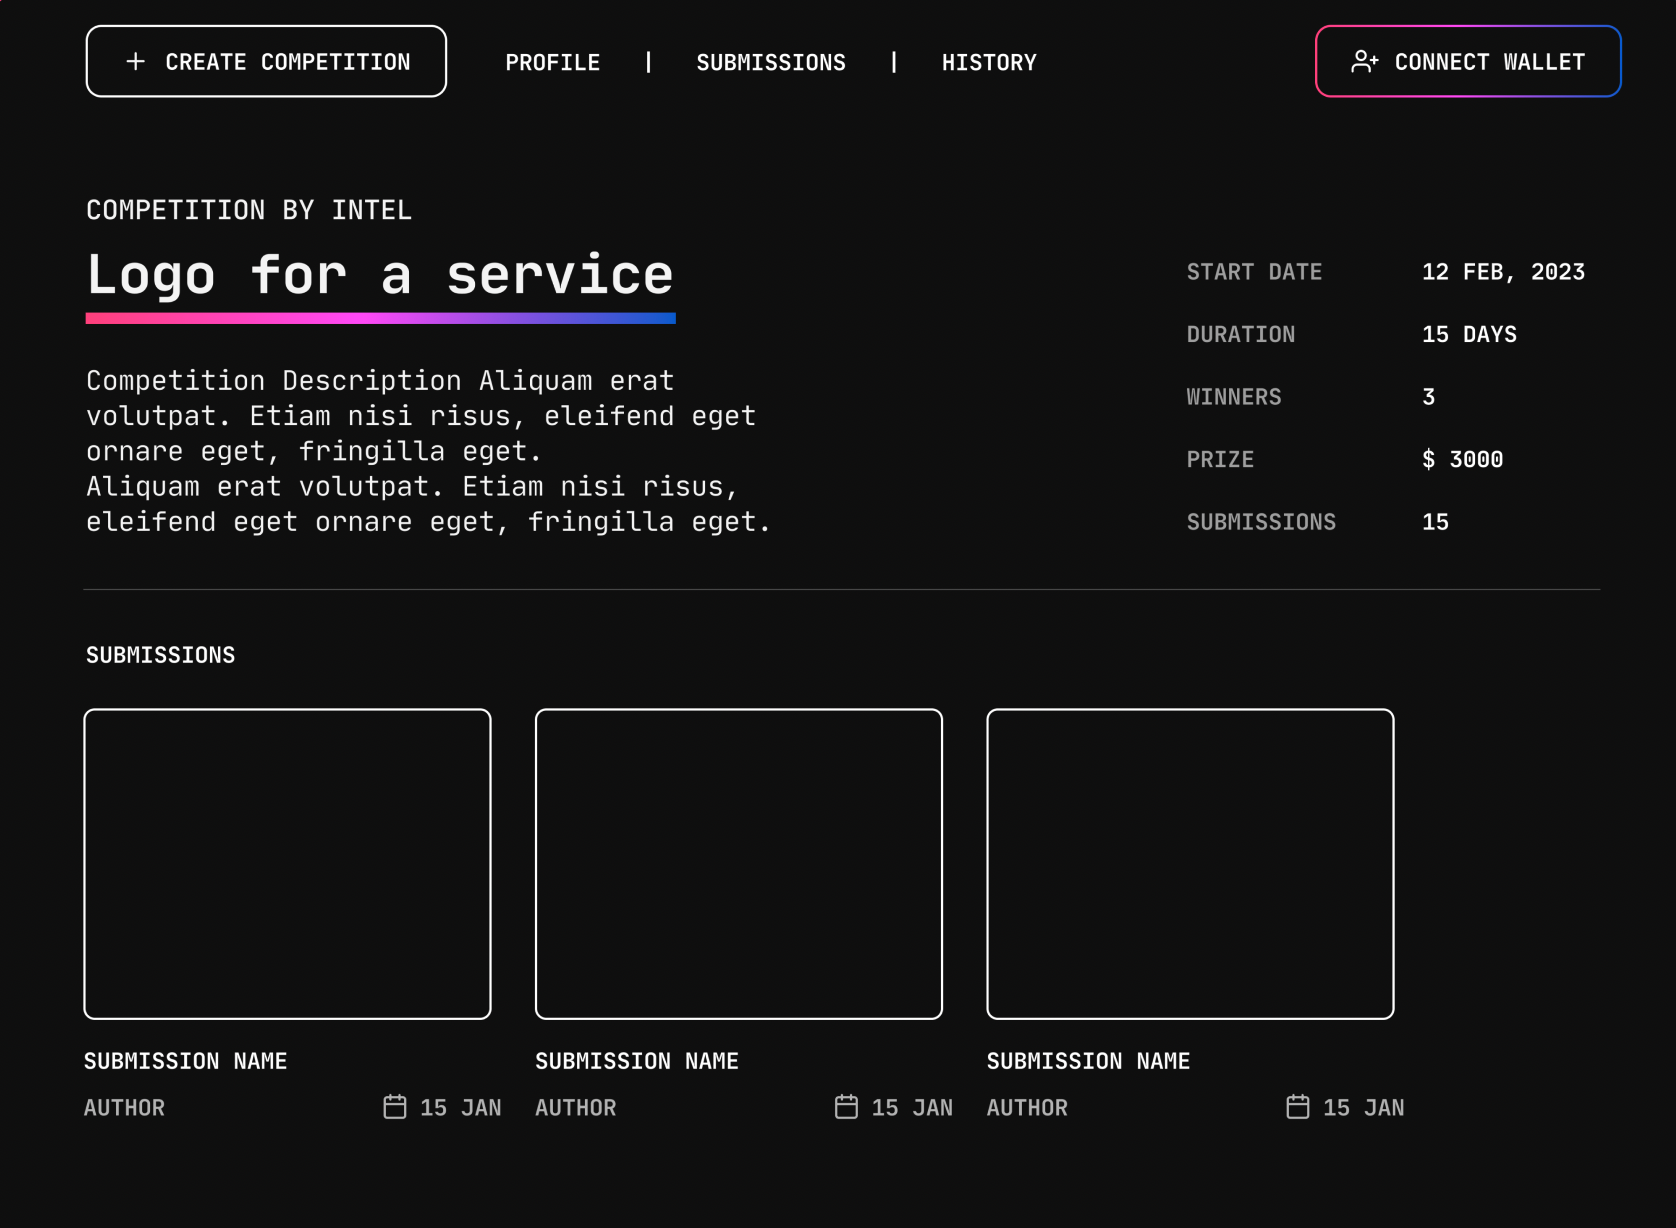 CREATE COMPETITION
PROFILE | SUBMISSIONS | HISTORY
CONNECT WALLET
COMPETITION BY INTEL
Logo for a service
Competition Description Aliquam erat
volutpat. Etiam nisi risus, eleifend eget
ornare eget, fringilla eget.
Aliquam erat volutpat. Etiam nisi risus,
eleifend eget ornare eget, fringilla eget.
START DATE 12 FEB, 2023
DURATION 15 DAYS
WINNERS 3
PRIZE $ 3000
SUBMISSIONS 15
SUBMISSIONS
SUBMISSION NAME
AUTHOR 15 JAN
SUBMISSION NAME
AUTHOR 15 JAN
SUBMISSION NAME
AUTHOR 15 JAN